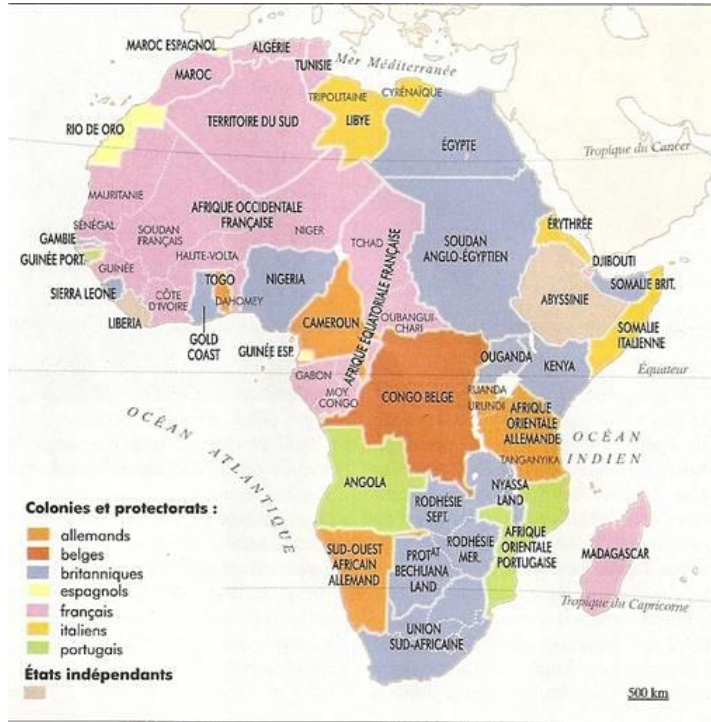 MAROC ESPAGNOL
ALGÉRIE
TUNISIE
Mer Méditerranée
MAROC
TRIPOLITAINE
CYRÉNAÏQUE
LIBYE
RIO DE ORO
TERRITOIRE DU SUD
ÉGYPTE
Tropique du Cancer
MAURITANIE
AFRIQUE OCCIDENTALE
FRANÇAISE
SÉNÉGAL
SOUDAN
FRANÇAIS
NIGER
TCHAD
SOUDAN
ANGLO-ÉGYPTIEN
ÉRYTHRÉE
GAMBIE
GUINÉE PORT.
GUINÉE
HAUTE-VOLTA
DJIBOUTI
SOMALIE BRIT.
SIERRA LEONE
CÔTE
D'IVOIRE
TOGO
DAHOMEY
NIGERIA
AFRIQUE ÉQUATORIALE FRANÇAISE
ABYSSINIE
LIBERIA
GOLD
COAST
CAMEROUN
OUBANGUI-
CHARI
SOMALIE
ITALIENNE
GUINÉE ESP.
OUGANDA
KENYA
Équateur
GABON
MOY.
CONGO
CONGO BELGE
RUANDA
URUNDI
AFRIQUE
ORIENTALE
ALLEMANDE
TANGANYIKA
OCÉAN
INDIEN
OCÉAN ATLANTIQUE
ANGOLA
NYASSA
LAND
RODHÉSIE
SEPT.
RODHÉSIE
MER.
AFRIQUE
ORIENTALE
PORTUGAISE
MADAGASCAR
SUD-OUEST
AFRICAIN
ALLEMAND
PROTAT
BECHUANA
LAND
Tropique du Capricorne
UNION
SUD-AFRICAINE
Colonies et protectorats :
allemands
belges
britanniques
espagnols
français
italiens
portugais
États indépendants
500 km